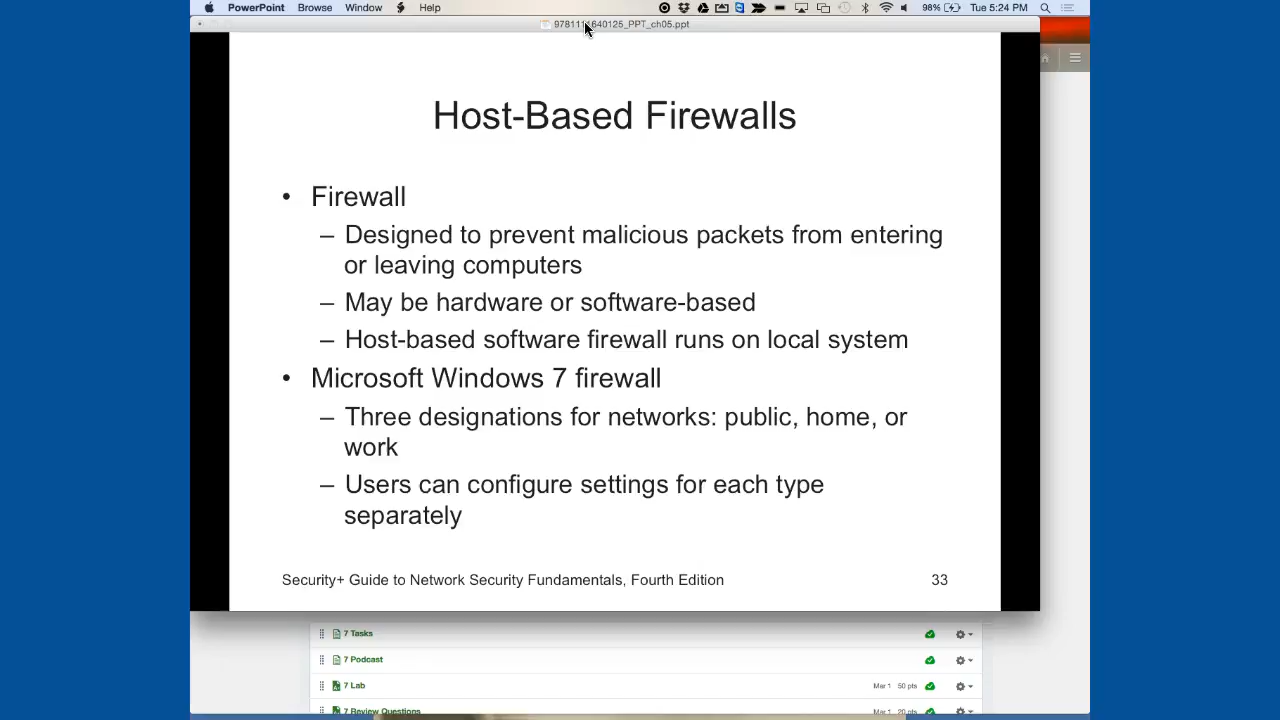 PowerPoint Browse Window Help 98% Tue 5:24 PM
_PPT_ch05.ppt
Host-Based Firewalls
• Firewall
– Designed to prevent malicious packets from entering
or leaving computers
– May be hardware or software-based
– Host-based software firewall runs on local system
• Microsoft Windows 7 firewall
– Three designations for networks: public, home, or
work
– Users can configure settings for each type
separately
Security+ Guide to Network Security Fundamentals, Fourth Edition 33
7 Tasks
7 Podcast
7 Lab Mar 1 50 pts
7 Review Questions Mar 1 20 pts